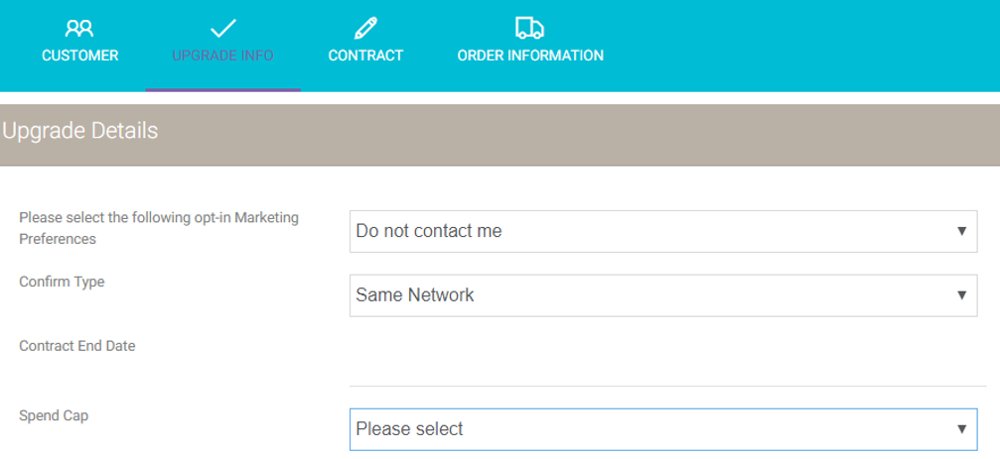 CUSTOMER UPGRADE INFO CONTRACT ORDER INFORMATION
Upgrade Details
Please select the following opt-in Marketing
Preferences
Do not contact me
Confirm Type
Same Network
Contract End Date
Spend Cap
Please select